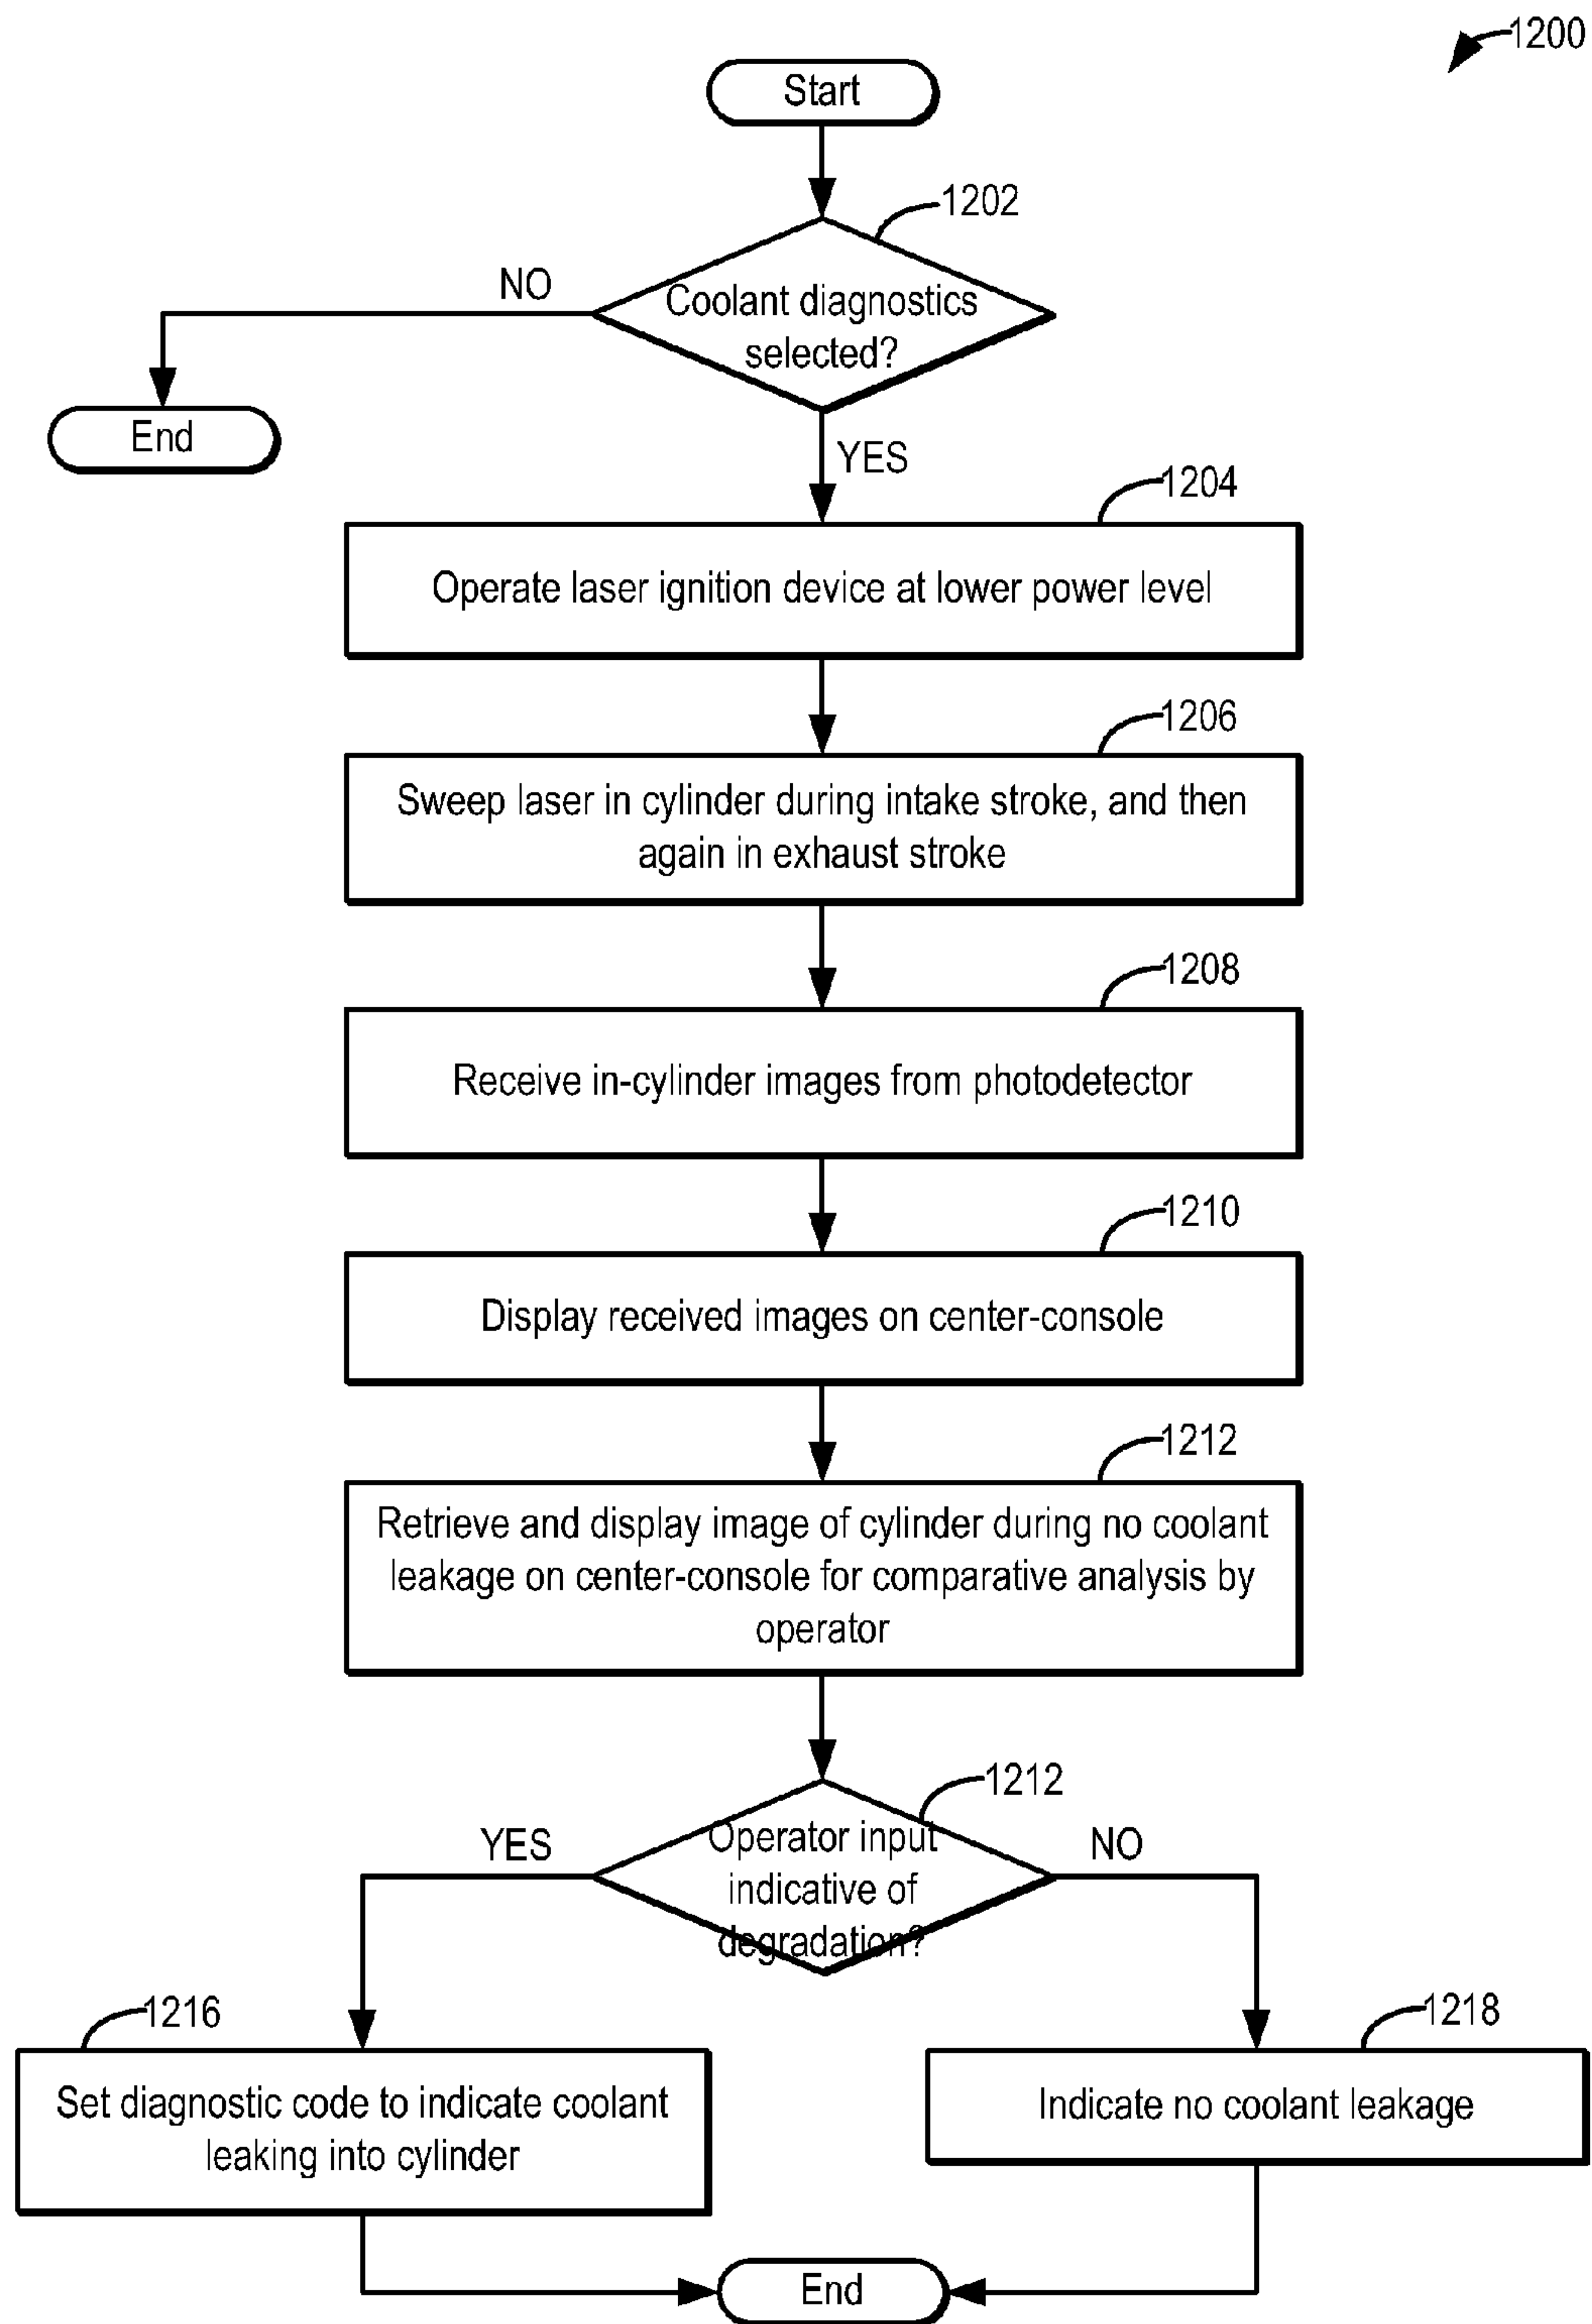 1200
Start
1202
NO
Coolant diagnostics
selected?
End
YES
1204
Operate laser ignition device at lower power level
1206
Sweep laser in cylinder during intake stroke, and then
again in exhaust stroke
1208
Receive in-cylinder images from photodetector
1210
Display received images on center-console
1212
Retrieve and display image of cylinder during no coolant
leakage on center-console for comparative analysis by
operator
1212
YES
Operator input
indicative of
degradation?
NO
1216
Set diagnostic code to indicate coolant
leaking into cylinder
1218
Indicate no coolant leakage
End